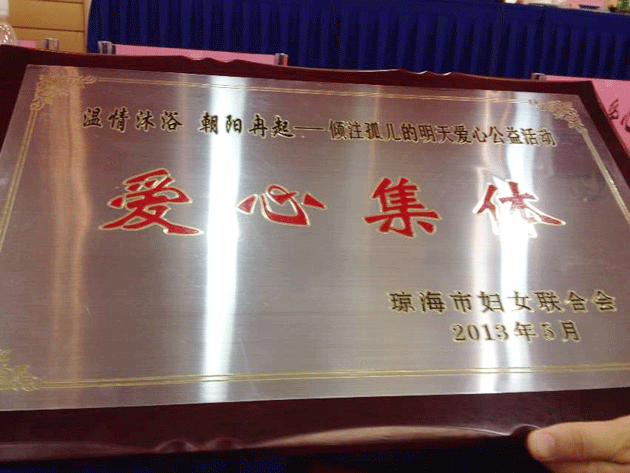 温情沐浴 朝阳冉起——倾注孤儿的明天爱心公益活动
爱心集体
琼海市妇女联合会
2013年5月